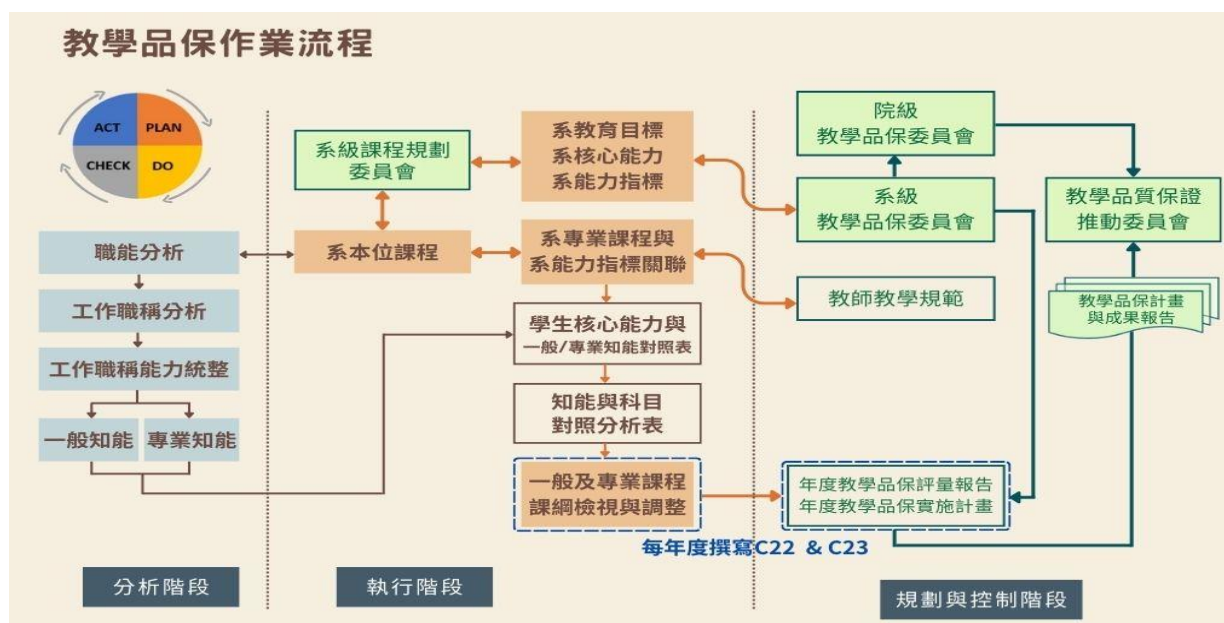 教學品保作業流程
ACT
PLAN
CHECK
DO
職能分析
工作職稱分析
工作職稱能力統整
一般知能
專業知能
分析階段
系級課程規劃
委員會
系本位課程
系教育目標
系核心能力
系能力指標
系專業課程與
系能力指標關聯
學生核心能力與
一般/專業知能對照表
知能與科目
對照分析表
一般及專業課程
課綱檢視與調整
每年度撰寫C22 & C23
執行階段
院級
教學品保委員會
系級
教學品保委員會
教師教學規範
年度教學品保評量報告
年度教學品保實施計畫
教學品質保證
推動委員會
教學品保計畫
與成果報告
規劃與控制階段